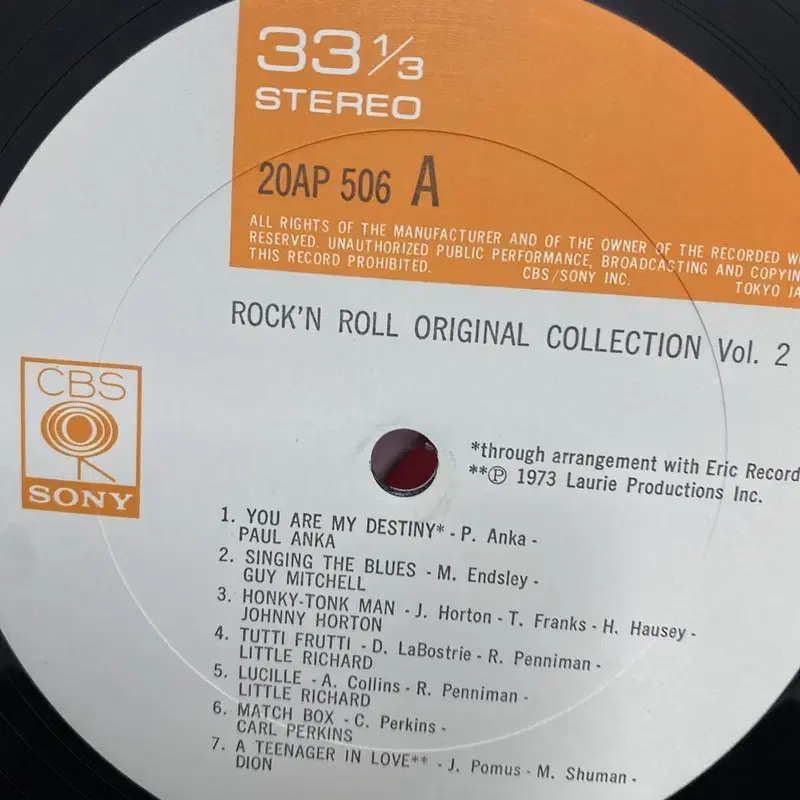 33 1/3
STEREO
20AP 506 A
ALL RIGHTS OF THE MANUFACTURER AND OF THE OWNER OF THE RECORDED
RESERVED. UNAUTHORIZED PUBLIC PERFORMANCE, BROADCASTING AND
THIS RECORD PROHIBITED. CBS/SONY INC. TOKYO
ROCK'N ROLL ORIGINAL COLLECTION Vol. 2
CBS
SONY
*through arrangement with Eric
**Ⓟ 1973 Laurie Productions Inc.
1. YOU ARE MY DESTINY* - P. Anka -
PAUL ANKA
2. SINGING THE BLUES - M. Endsley -
GUY MITCHELL
3. HONKY-TONK MAN - J. Horton - T. Franks - H. Hausey -
JOHNNY HORTON
4. TUTTI FRUTTI - D. LaBostrie - R. Penniman -
LITTLE RICHARD
5. LUCILLE - A. Collins - R. Penniman -
LITTLE RICHARD
6. MATCH BOX - C. Perkins -
CARL PERKINS
7. A TEENAGER IN LOVE** - J. Pomus - M. Shuman -
DION